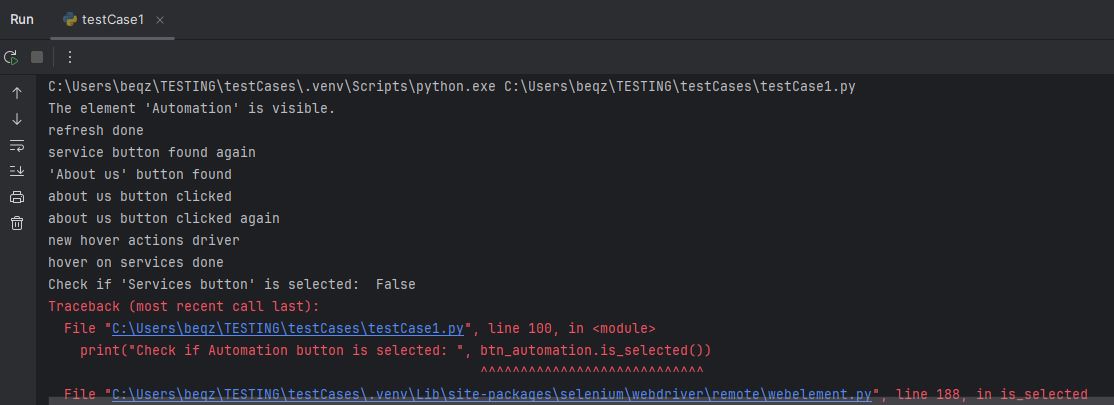 Run
testCase1
C:\Users\beqz\TESTING\testCases\.venv\Scripts\python.exe C:\Users\beqz\TESTING\testCases\testCase1.py
The element 'Automation' is visible.
refresh done
service button found again
'About us' button found
about us button clicked
about us button clicked again
new hover actions driver
hover on services done
Check if 'Services button' is selected:  False
Traceback (most recent call last):
  File "C:\Users\beqz\TESTING\testCases\testCase1.py", line 100, in <module>
    print("Check if Automation button is selected: ", btn_automation.is_selected())
                                                      ^^^^^^^^^^^^^^^^^^^^^^^^^^^^
  File "C:\Users\beqz\TESTING\testCases\.venv\Lib\site-packages\selenium\webdriver\remote\webelement.py", line 188, in is_selected